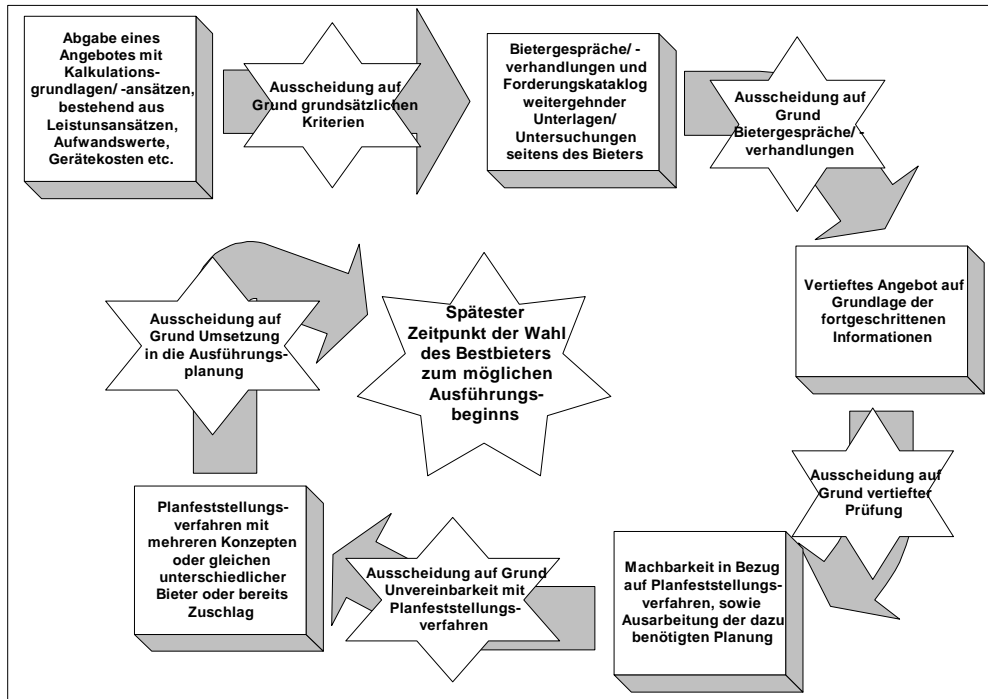 Abgabe eines
Angebotes mit
Kalkulations-
grundlagen/ -ansätzen,
bestehend aus
Leistunsansätzen,
Aufwandswerte,
Gerätekosten etc.
Ausscheidung auf
Grund grundsätzlichen
Kriterien
Bietergespräche/ -
verhandlungen und
Forderungskataklog
weitergehnder
Unterlagen/
Untersuchungen
seitens des Bieters
Ausscheidung auf
Grund
Bietergespräche/ -
verhandlungen
Vertieftes Angebot auf
Grundlage der
fortgeschrittenen
Informationen
Ausscheidung auf
Grund vertiefter
Prüfung
Machbarkeit in Bezug
auf Planfeststellungs-
verfahren, sowie
Ausarbeitung der dazu
benötigten Planung
Ausscheidung auf Grund
Unvereinbarkeit mit
Planfeststellungs-
verfahren
Planfeststellungs-
verfahren mit
mehreren Konzepten
oder gleichen
unterschiedlicher
Bieter oder bereits
Zuschlag
Ausscheidung auf
Grund Umsetzung
in die Ausführungs-
planung
Spätester
Zeitpunkt der Wahl
des Bestbieters
zum möglichen
Ausführungs-
beginns